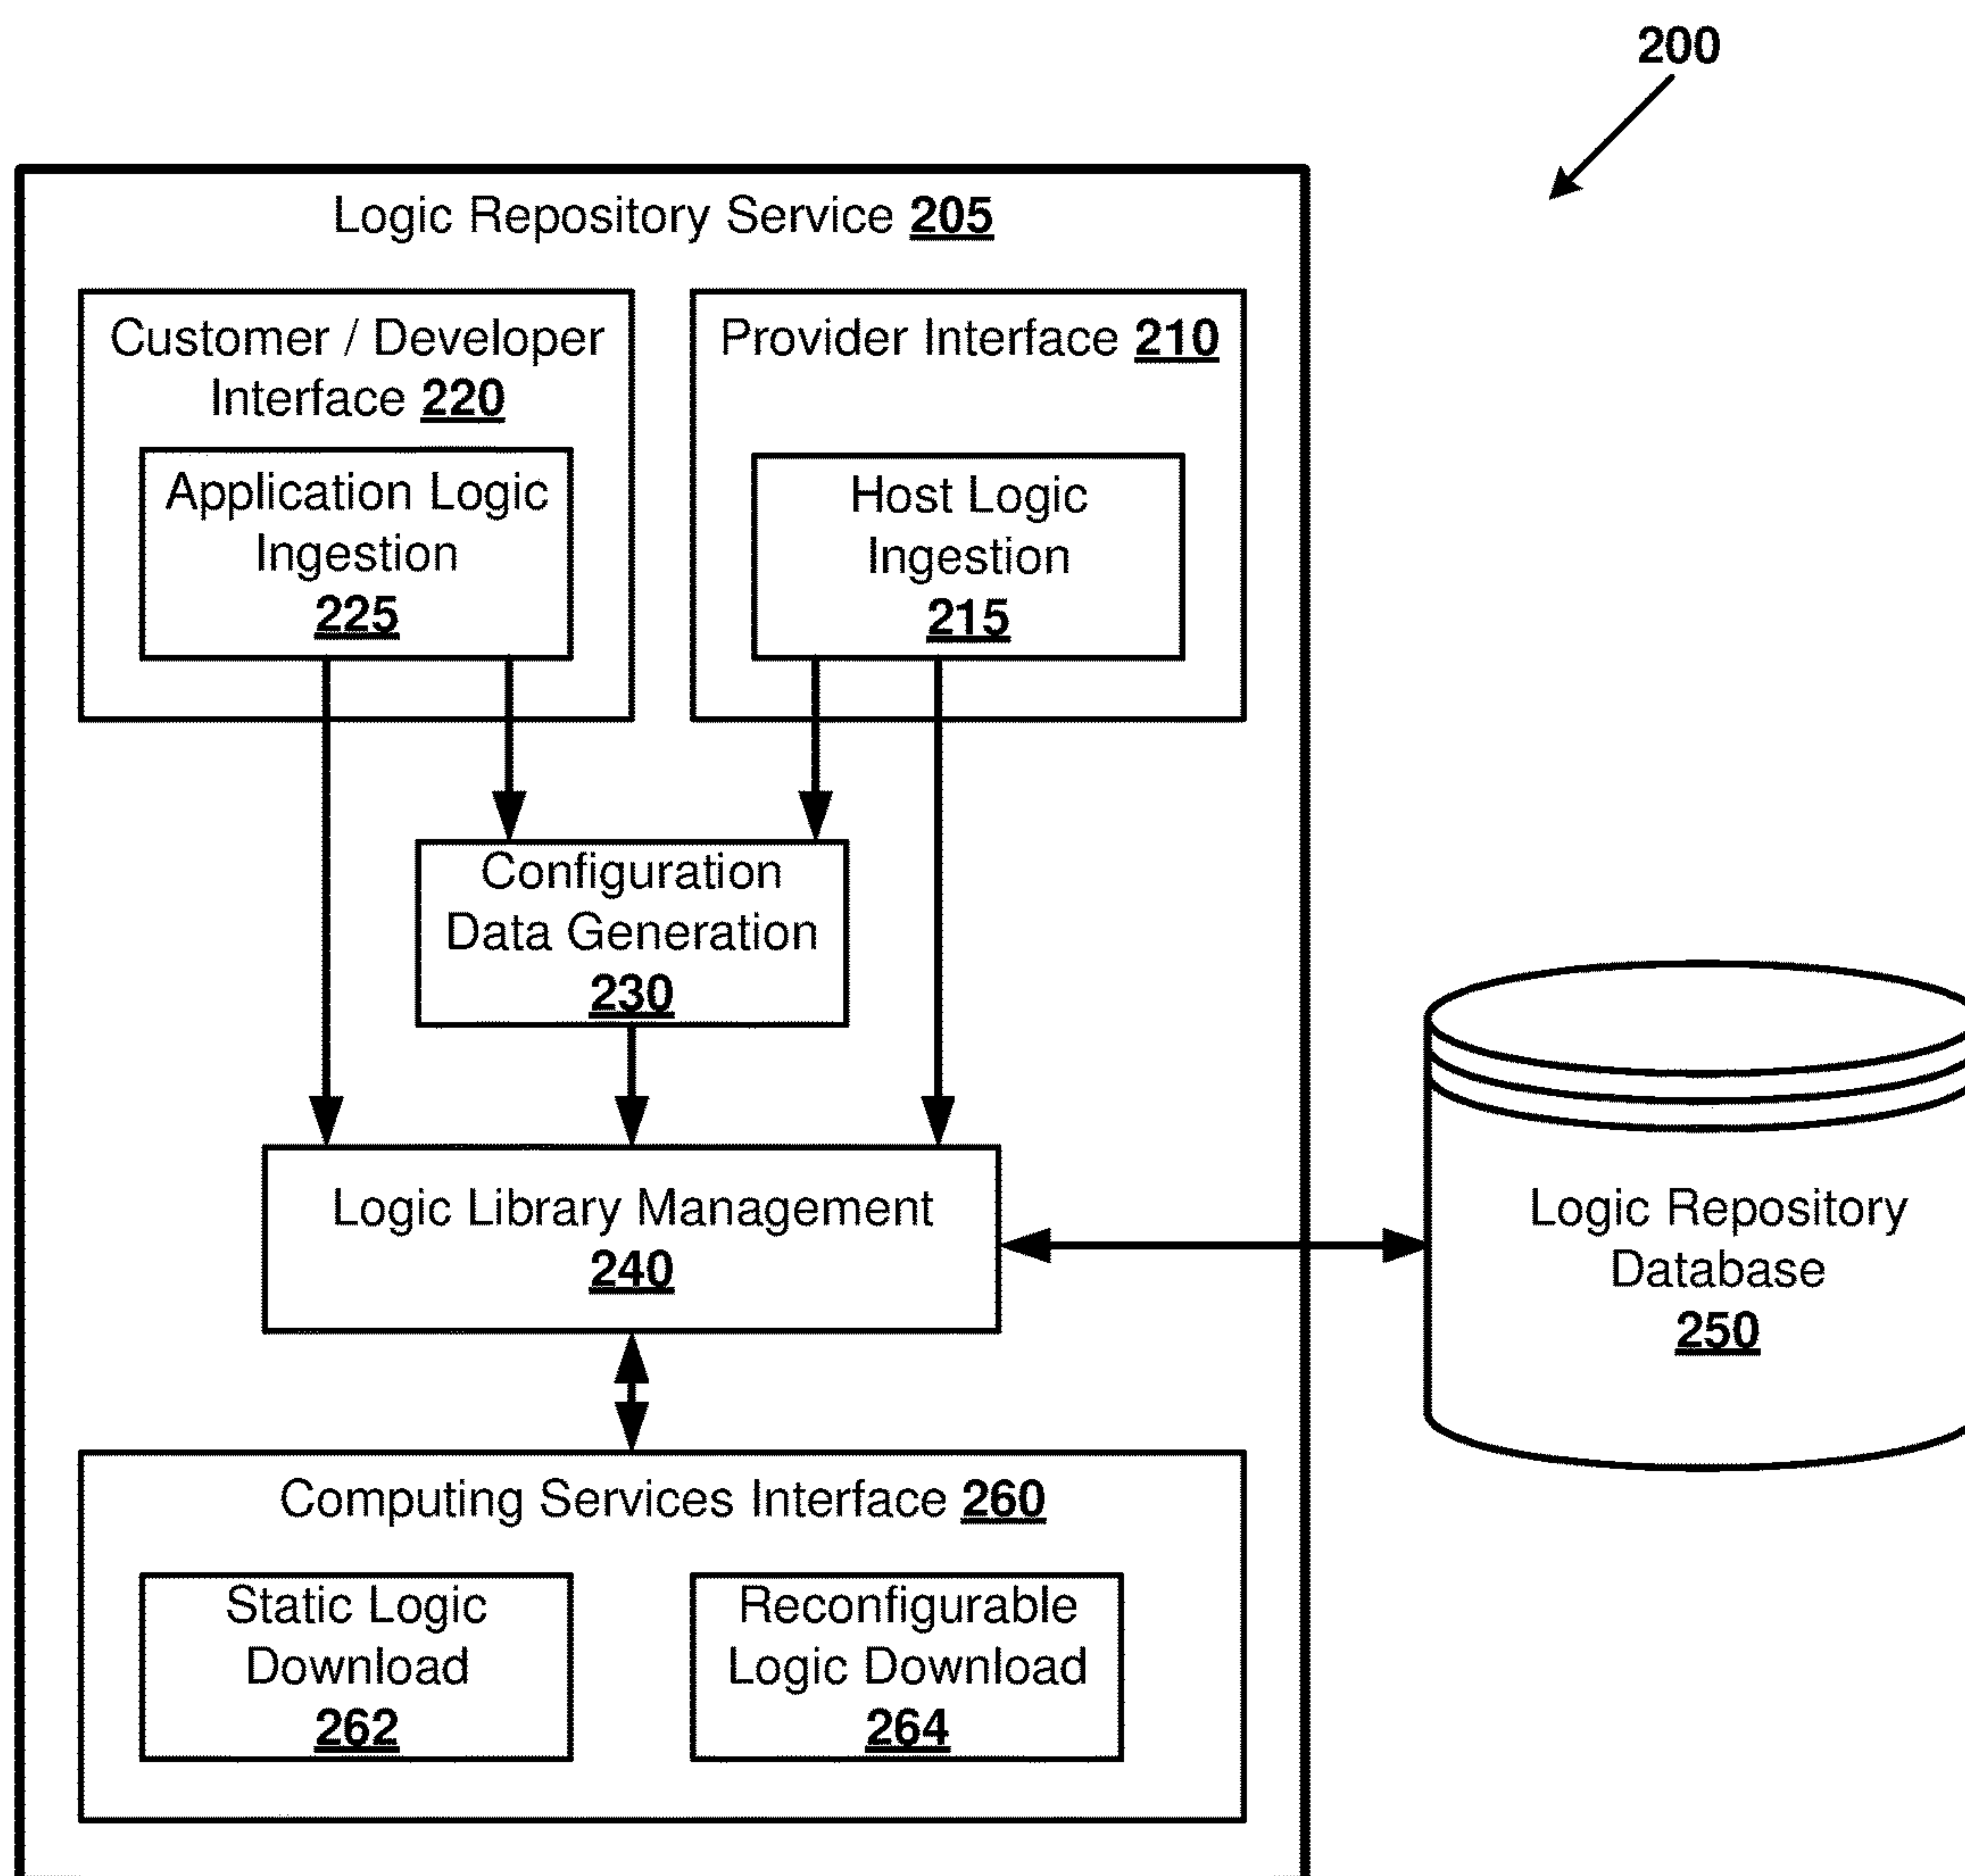 200
Logic Repository Service 205
Customer / Developer
Interface 220
Application Logic
Ingestion
225
Provider Interface 210
Host Logic
Ingestion
215
Configuration
Data Generation
230
Logic Library Management
240
Logic Repository
Database
250
Computing Services Interface 260
Static Logic
Download
262
Reconfigurable
Logic Download
264